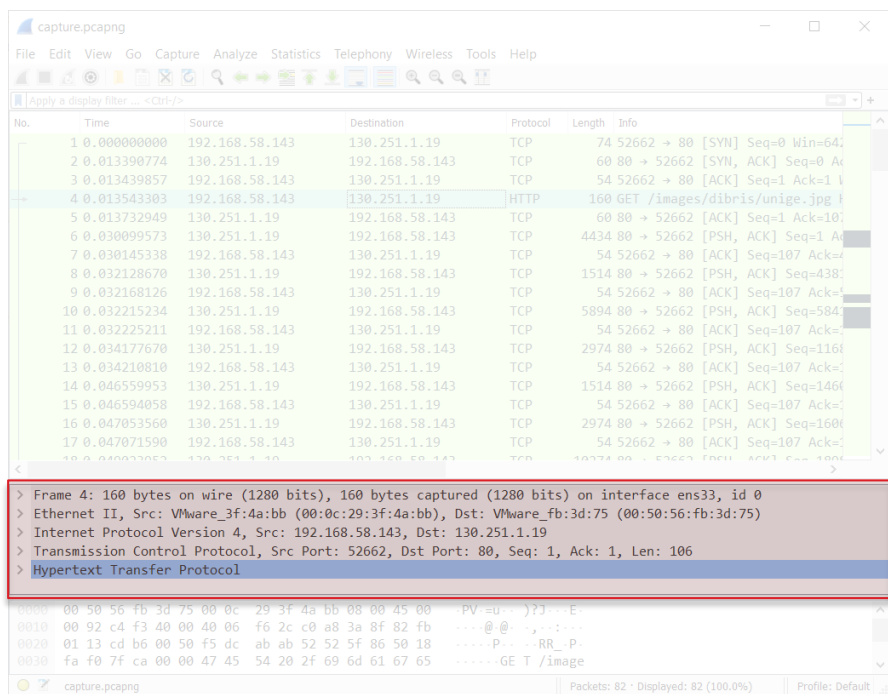 capture.pcapng
File Edit View Go Capture Analyze Statistics Telephony Wireless Tools Help
Apply a display filter ... <Ctrl-/>
No. Time Source Destination Protocol Length Info
1 0.000000000 192.168.58.143 130.251.1.19 TCP 74 52662 → 80 [SYN] Seq=0 Win=642
2 0.013390774 130.251.1.19 192.168.58.143 TCP 60 80 → 52662 [SYN, ACK] Seq=0 Ac
3 0.013439857 192.168.58.143 130.251.1.19 TCP 54 52662 → 80 [ACK] Seq=1 Ack=1 W
4 0.013543303 192.168.58.143 130.251.1.19 HTTP 160 GET /images/dibris/unige.jpg H
5 0.013732949 130.251.1.19 192.168.58.143 TCP 60 80 → 52662 [ACK] Seq=1 Ack=107
6 0.030099573 130.251.1.19 192.168.58.143 TCP 4434 80 → 52662 [PSH, ACK] Seq=1 Ac
7 0.030145338 192.168.58.143 130.251.1.19 TCP 54 52662 → 80 [ACK] Seq=107 Ack=4
8 0.032128670 130.251.1.19 192.168.58.143 TCP 1514 80 → 52662 [PSH, ACK] Seq=4381
9 0.032168126 192.168.58.143 130.251.1.19 TCP 54 52662 → 80 [ACK] Seq=107 Ack=5
10 0.032215234 130.251.1.19 192.168.58.143 TCP 5894 80 → 52662 [PSH, ACK] Seq=5841
11 0.032225211 192.168.58.143 130.251.1.19 TCP 54 52662 → 80 [ACK] Seq=107 Ack=1
12 0.034177670 130.251.1.19 192.168.58.143 TCP 2974 80 → 52662 [PSH, ACK] Seq=1168
13 0.034210810 192.168.58.143 130.251.1.19 TCP 54 52662 → 80 [ACK] Seq=107 Ack=1
14 0.046559953 130.251.1.19 192.168.58.143 TCP 1514 80 → 52662 [PSH, ACK] Seq=1460
15 0.046594058 192.168.58.143 130.251.1.19 TCP 54 52662 → 80 [ACK] Seq=107 Ack=1
16 0.047053560 130.251.1.19 192.168.58.143 TCP 2974 80 → 52662 [PSH, ACK] Seq=1606
17 0.047071590 192.168.58.143 130.251.1.19 TCP 54 52662 → 80 [ACK] Seq=107 Ack=1
> Frame 4: 160 bytes on wire (1280 bits), 160 bytes captured (1280 bits) on interface ens33, id 0
> Ethernet II, Src: VMware_3f:4a:bb (00:0c:29:3f:4a:bb), Dst: VMware_fb:3d:75 (00:50:56:fb:3d:75)
> Internet Protocol Version 4, Src: 192.168.58.143, Dst: 130.251.1.19
> Transmission Control Protocol, Src Port: 52662, Dst Port: 80, Seq: 1, Ack: 1, Len: 106
> Hypertext Transfer Protocol
0000 00 50 56 fb 3d 75 00 0c 29 3f 4a bb 08 00 45 00 ·PV·=u·· )?J···E·
0010 00 92 c4 f3 40 00 40 06 f6 2c c0 a8 3a 8f 82 fb ····@·@· ·,··:···
0020 01 13 cd b6 00 50 f5 dc ab ab 52 52 5f 86 50 18 ·····P·· ··RR_·P·
0030 fa f0 7f ca 00 00 47 45 54 20 2f 69 6d 61 67 65 ······GE T /image
capture.pcapng Packets: 82 · Displayed: 82 (100.0%) Profile: Default